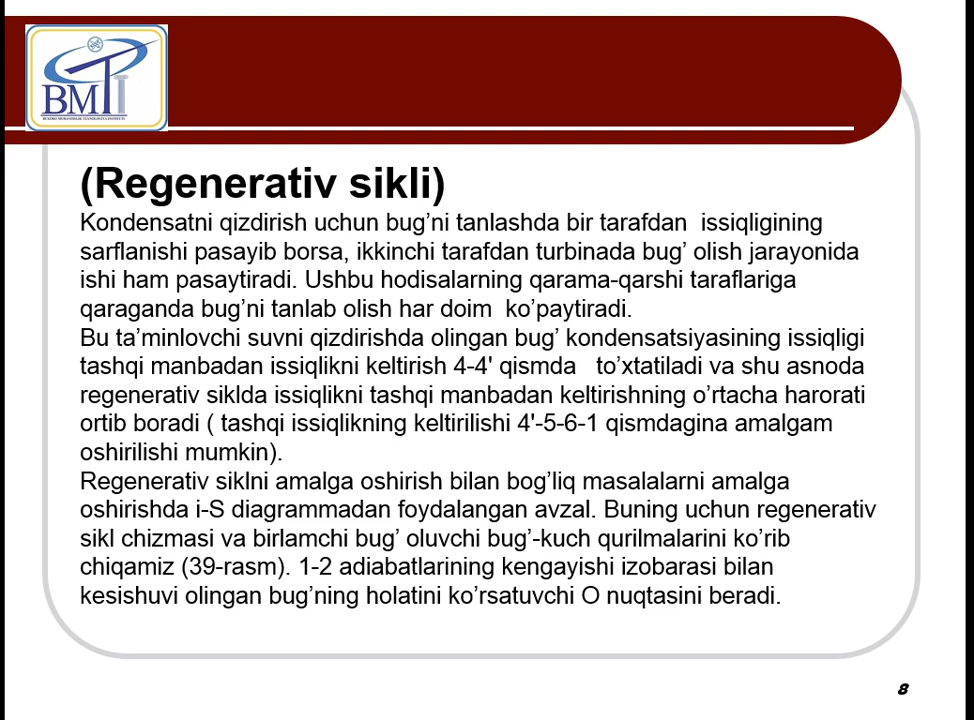 BMTI
(Regenerativ sikli)
Kondensatni qizdirish uchun bug’ni tanlashda bir tarafdan  issiqligining
sarflanishi pasayib borsa, ikkinchi tarafdan turbinada bug’ olish jarayonida
ishi ham pasaytiradi. Ushbu hodisalarning qarama-qarshi taraflariga
qaraganda bug’ni tanlab olish har doim  ko’paytiradi.
Bu ta’minlovchi suvni qizdirishda olingan bug’ kondensatsiyasining issiqligi
tashqi manbadan issiqlikni keltirish 4-4' qismda   to’xtatiladi va shu asnoda
regenerativ siklda issiqlikni tashqi manbadan keltirishning o’rtacha harorati
ortib boradi ( tashqi issiqlikning keltirilishi 4'-5-6-1 qismdagina amalgam
oshirilishi mumkin).
Regenerativ siklni amalga oshirish bilan bog’liq masalalarni amalga
oshirishda i-S diagrammadan foydalangan avzal. Buning uchun regenerativ
sikl chizmasi va birlamchi bug’ oluvchi bug’-kuch qurilmalarini ko’rib
chiqamiz (39-rasm). 1-2 adiabatlarining kengayishi izobarasi bilan
kesishuvi olingan bug’ning holatini ko’rsatuvchi O nuqtasini beradi.
8